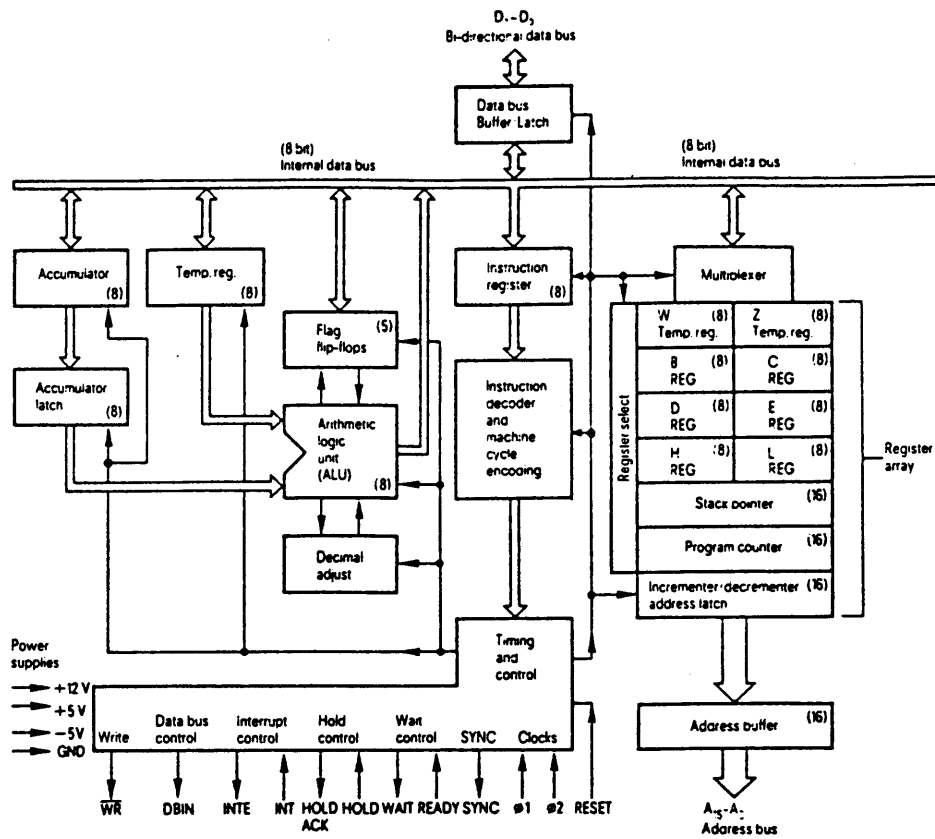 D₇-D₀
Bi-directional data bus
Data bus
Buffer/Latch
(8 bit)
Internal data bus
(8 bit)
Internal data bus
Accumulator
(8)
Temp. reg.
(8)
Flag
flip-flops
(5)
Instruction
register
(8)
Multiplexer
W (8)
Temp. reg.
Z (8)
Temp. reg.
B (8)
REG
C (8)
REG
D (8)
REG
E (8)
REG
H (8)
REG
L (8)
REG
Stack pointer
(16)
Program counter
(16)
Incrementer/decrementer
address latch
(16)
Register select
Register
array
Accumulator
latch
(8)
Arithmetic
logic
unit
(ALU)
(8)
Instruction
decoder
and
machine
cycle
encoding
Decimal
adjust
Timing
and
control
Power
supplies
+12 V
+5 V
−5V
GND
Write
Data bus
control
Interrupt
control
Hold
control
Wait
control
SYNC
Clocks
Address buffer
(16)
WR
DBIN
INTE
INT
HOLD
ACK
HOLD
WAIT
READY
SYNC
ø1
ø2
RESET
A₁₅-A₀
Address bus